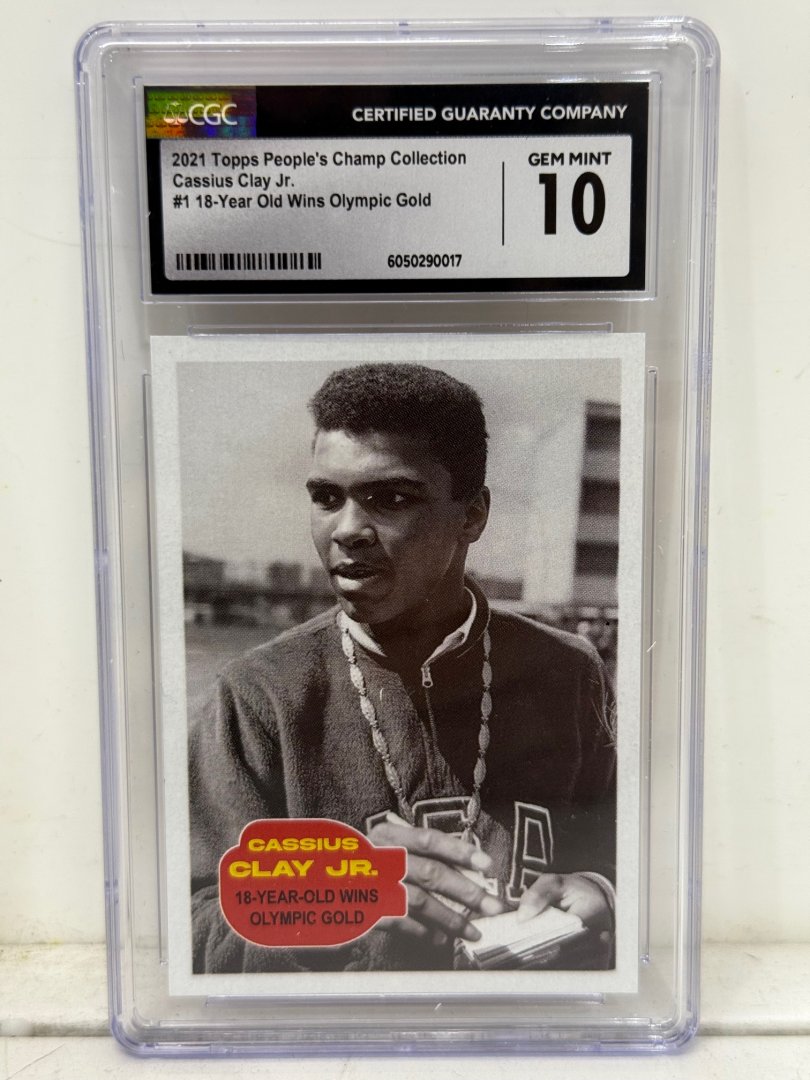 CGC
CERTIFIED GUARANTY COMPANY
2021 Topps People's Champ Collection
Cassius Clay Jr.
#1 18-Year Old Wins Olympic Gold
GEM MINT
10
6050290017
USA
CASSIUS
CLAY JR.
18-YEAR-OLD WINS
OLYMPIC GOLD